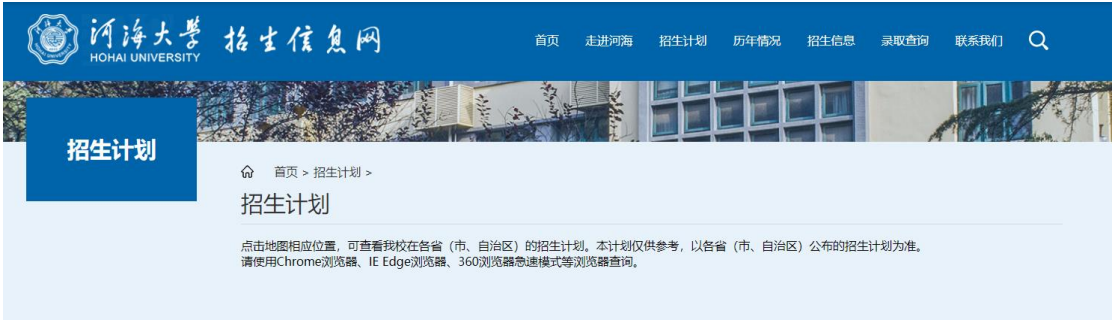 河海大学 招生信息网
HOHAI UNIVERSITY
首页 走进河海 招生计划 历年情况 招生信息 录取查询 联系我们
招生计划
首页 > 招生计划 >
招生计划
点击地图相应位置，可查看我校在各省（市、自治区）的招生计划。本计划仅供参考，以各省（市、自治区）公布的招生计划为准。
请使用Chrome浏览器、IE Edge浏览器、360浏览器急速模式等浏览器查询。